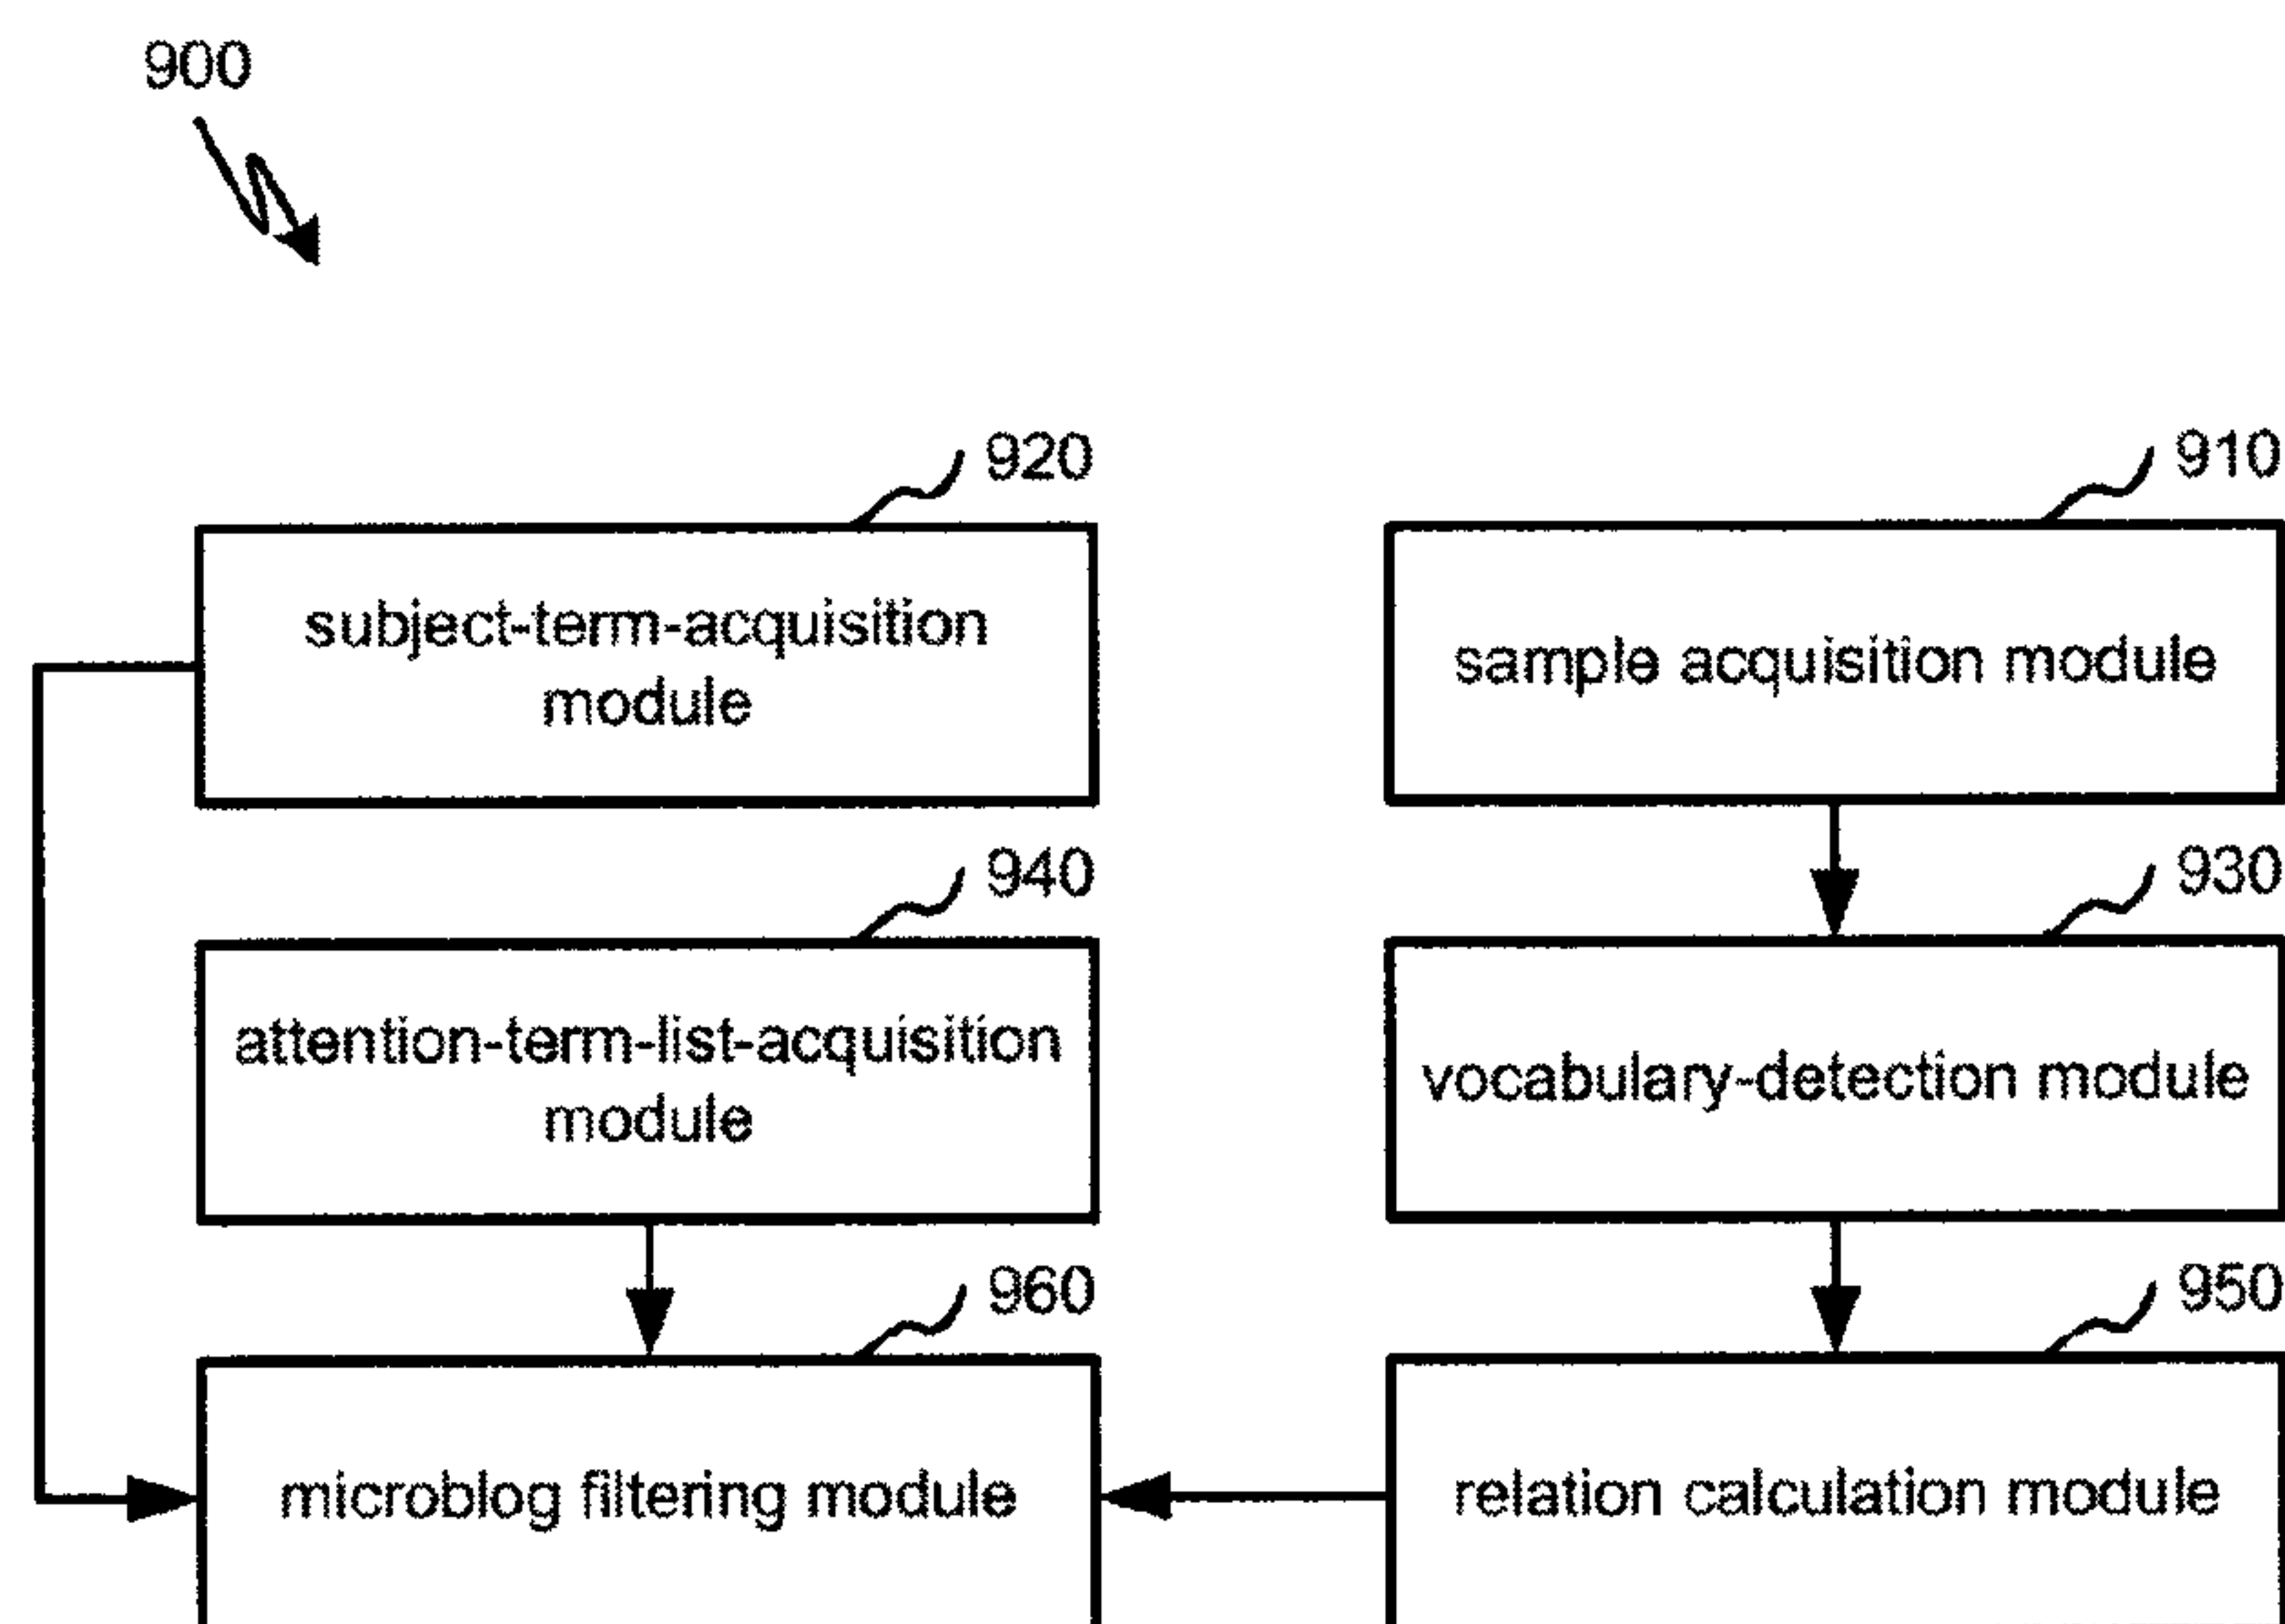 900
920
910
subject-term-acquisition
module
sample acquisition module
940
930
attention-term-list-acquisition
module
vocabulary-detection module
960
950
microblog filtering module
relation calculation module